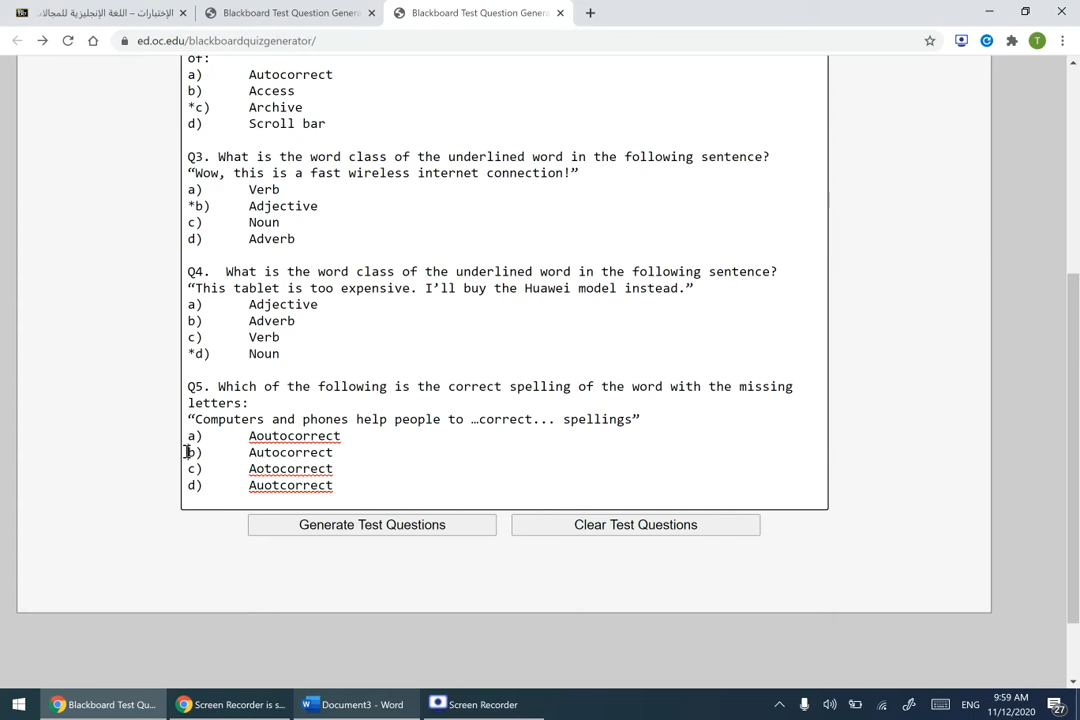 الإختبارات – اللغة الإنجليزية للمجالات
Blackboard Test Question Genera
Blackboard Test Question Genera
ed.oc.edu/blackboardquizgenerator/
T
of:
a) Autocorrect
b) Access
*c) Archive
d) Scroll bar
Q3. What is the word class of the underlined word in the following sentence?
“Wow, this is a fast wireless internet connection!”
a) Verb
*b) Adjective
c) Noun
d) Adverb
Q4. What is the word class of the underlined word in the following sentence?
“This tablet is too expensive. I’ll buy the Huawei model instead.”
a) Adjective
b) Adverb
c) Verb
*d) Noun
Q5. Which of the following is the correct spelling of the word with the missing
letters:
“Computers and phones help people to …correct... spellings”
a) Aoutocorrect
b) Autocorrect
c) Aotocorrect
d) Auotcorrect
Generate Test Questions Clear Test Questions
Blackboard Test Qu... Screen Recorder is s... Document3 - Word Screen Recorder ENG 9:59 AM
11/12/2020 27